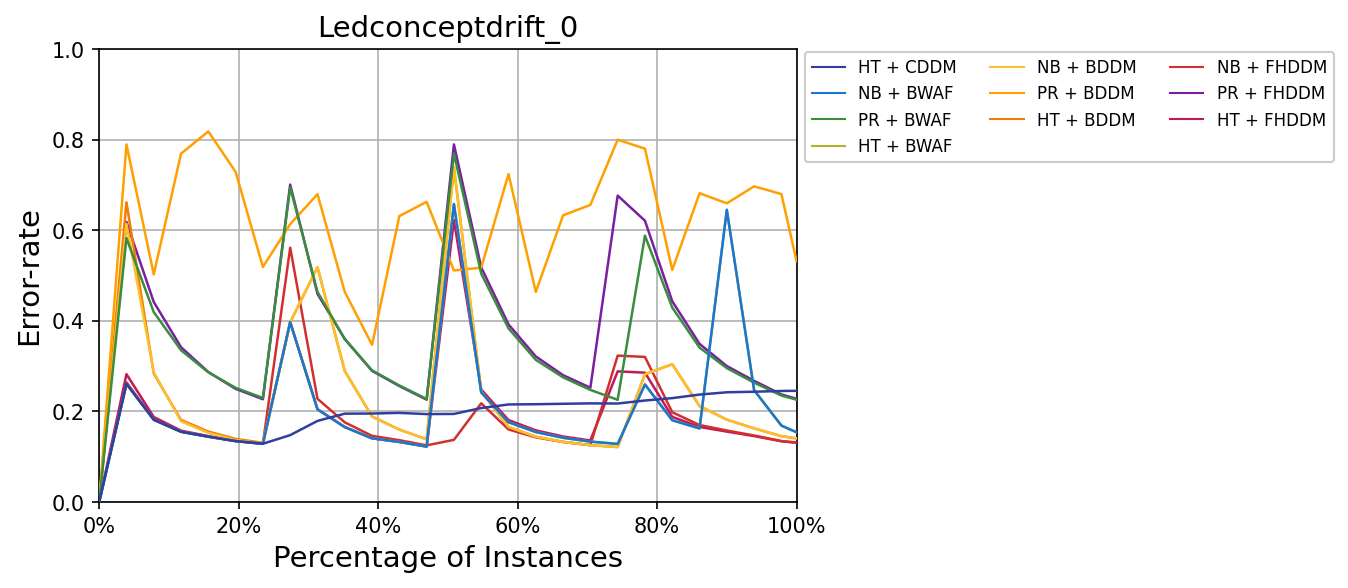 Ledconceptdrift_0
1.0
0.8
0.6
0.4
0.2
0.0
Error-rate
0% 20% 40% 60% 80% 100%
Percentage of Instances
HT + CDDM
NB + BWAF
PR + BWAF
HT + BWAF
NB + BDDM
PR + BDDM
HT + BDDM
NB + FHDDM
PR + FHDDM
HT + FHDDM